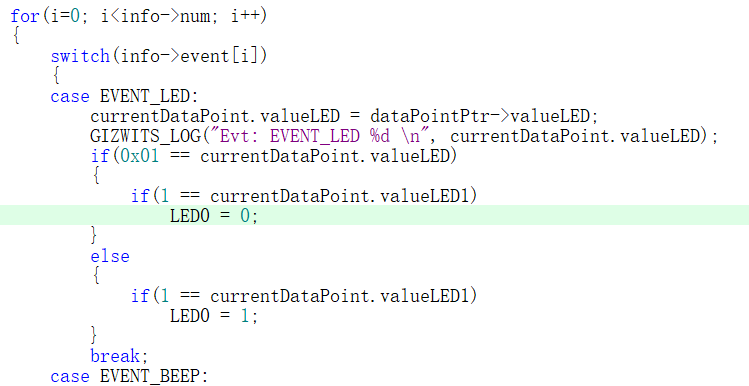 for(i=0; i<info->num; i++)
{
    switch(info->event[i])
    {
    case EVENT_LED:
        currentDataPoint.valueLED = dataPointPtr->valueLED;
        GIZWITS_LOG("Evt: EVENT_LED %d \n", currentDataPoint.valueLED);
        if(0x01 == currentDataPoint.valueLED)
        {
            if(1 == currentDataPoint.valueLED1)
                LED0 = 0;
        }
        else
        {
            if(1 == currentDataPoint.valueLED1)
                LED0 = 1;
        }
        break;
    case EVENT_BEEP: